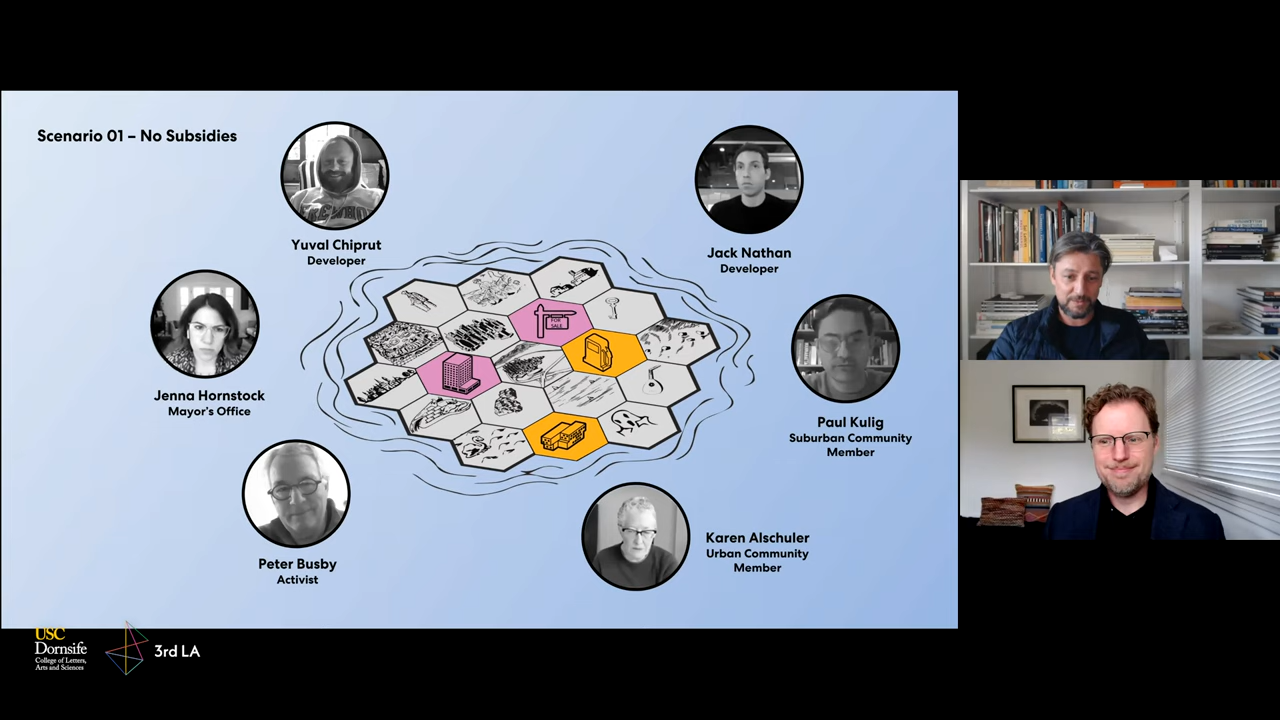 Scenario 01 – No Subsidies
Yuval Chiprut
Developer
Jack Nathan
Developer
FOR
SALE
Jenna Hornstock
Mayor's Office
Paul Kulig
Suburban Community
Member
Karen Alschuler
Urban Community
Member
Peter Busby
Activist
USC
Dornsife
College of Letters,
Arts and Sciences
3rd LA